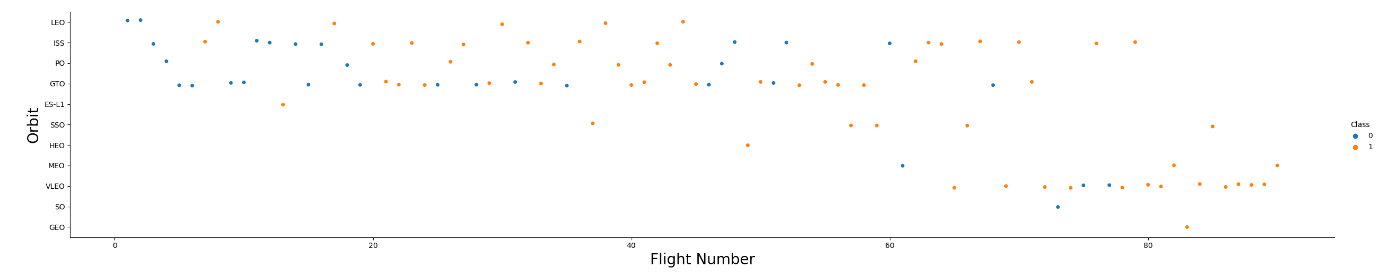 LEO
ISS
PO
GTO
ES-L1
SSO
HEO
MEO
VLEO
SO
GEO
Orbit
0 20 40 60 80
Flight Number
Class
0
1